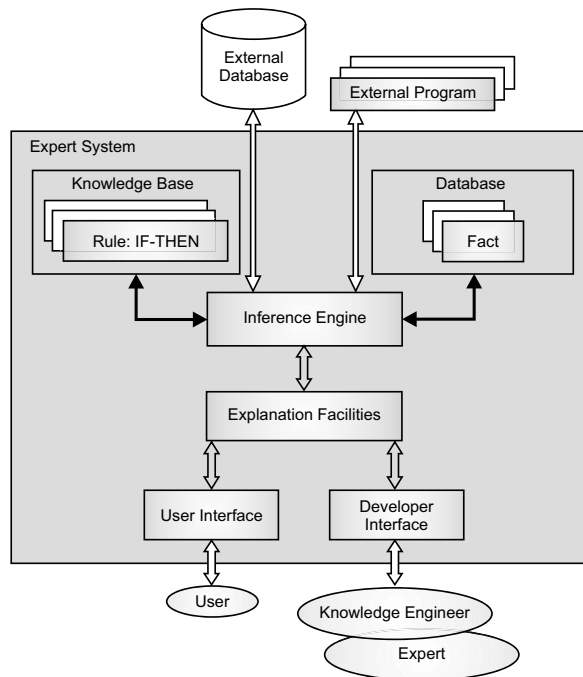 External
Database
External Program
Expert System
Knowledge Base
Rule: IF-THEN
Database
Fact
Inference Engine
Explanation Facilities
User Interface
Developer
Interface
User
Knowledge Engineer
Expert